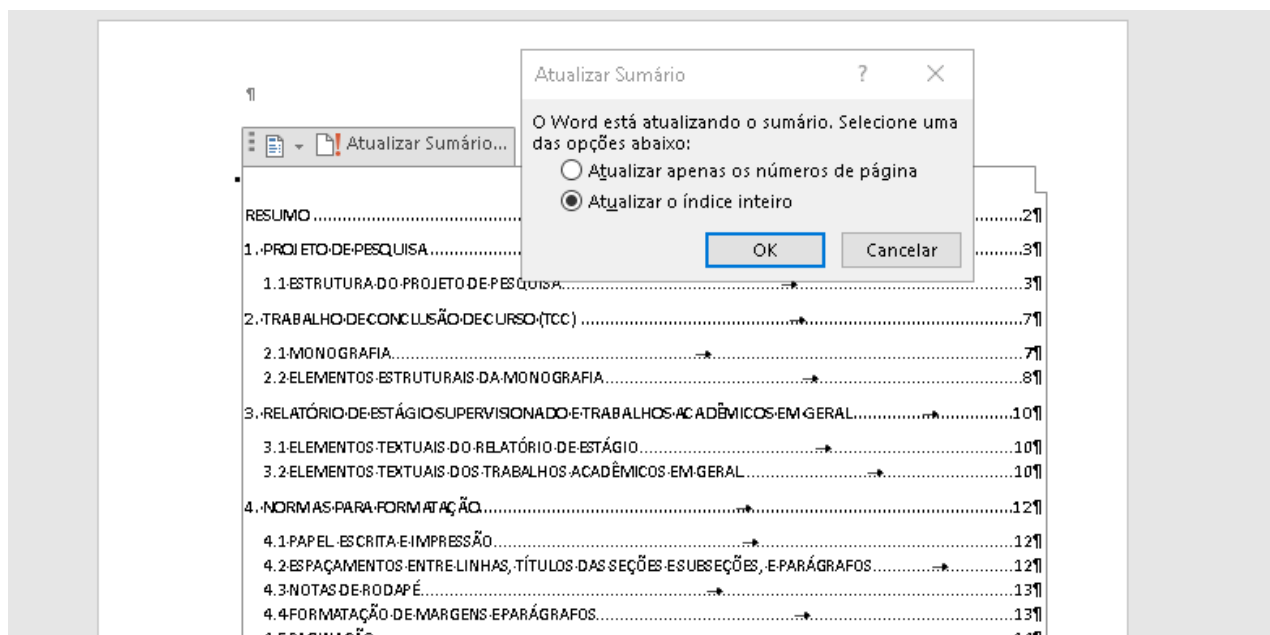 Atualizar Sumário ? ×
¶
O Word está atualizando o sumário. Selecione uma
das opções abaixo:
Atualizar Sumário...
Atualizar apenas os números de página
Atualizar o índice inteiro
OK Cancelar
RESUMO ........ 2¶
1. PROJETO DE PESQUISA ........ 3¶
1.1 ESTRUTURA DO PROJETO DE PESQUISA ........ 3¶
2. TRABALHO DE CONCLUSÃO DE CURSO (TCC) ........ 7¶
2.1 MONOGRAFIA ........ 7¶
2.2 ELEMENTOS ESTRUTURAIS DA MONOGRAFIA ........ 8¶
3. RELATÓRIO DE ESTÁGIO SUPERVISIONADO E TRABALHOS ACADÊMICOS EM GERAL ........ 10¶
3.1 ELEMENTOS TEXTUAIS DO RELATÓRIO DE ESTÁGIO ........ 10¶
3.2 ELEMENTOS TEXTUAIS DOS TRABALHOS ACADÊMICOS EM GERAL ........ 10¶
4. NORMAS PARA FORMATAÇÃO ........ 12¶
4.1 PAPEL ESCRITA E IMPRESSÃO ........ 12¶
4.2 ESPAÇAMENTOS ENTRE LINHAS, TÍTULOS DAS SEÇÕES E SUBSEÇÕES, E PARÁGRAFOS ........ 12¶
4.3 NOTAS DE RODAPÉ ........ 13¶
4.4 FORMATAÇÃO DE MARGENS E PARÁGRAFOS ........ 13¶